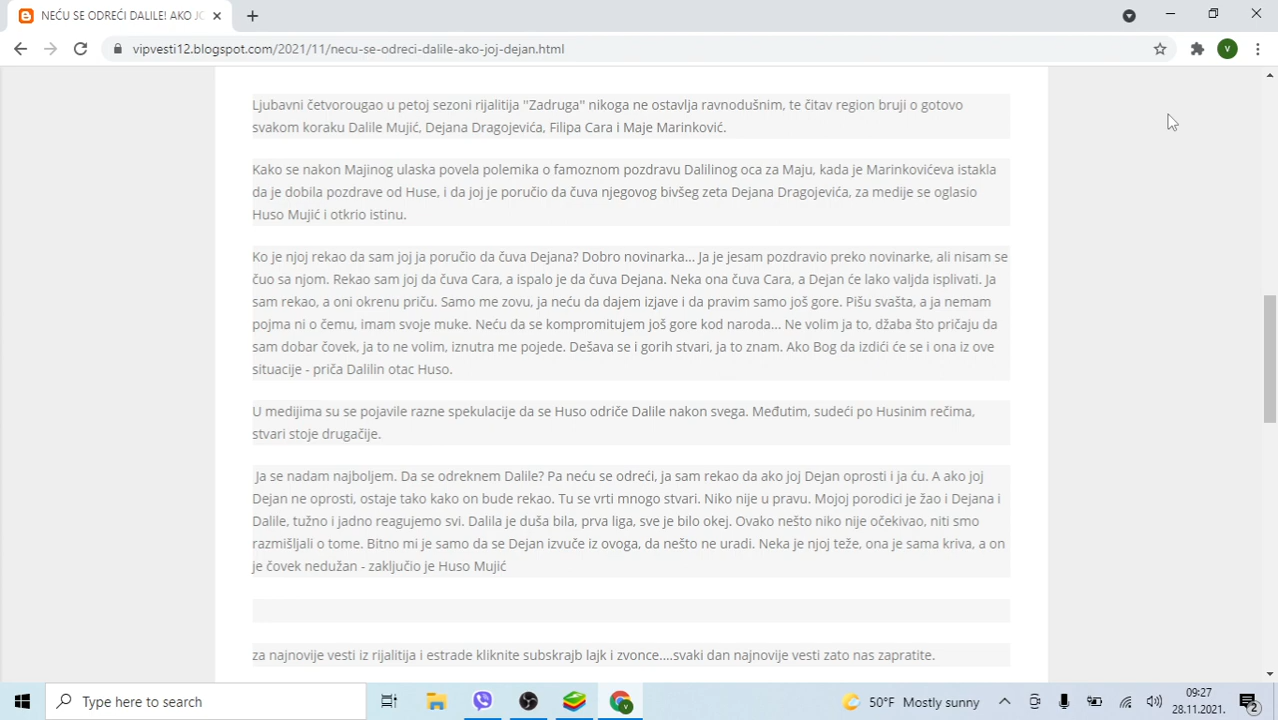 NEĆU SE ODREĆI DALILE! AKO JO
vipvesti12.blogspot.com/2021/11/necu-se-odreci-dalile-ako-joj-dejan.html
V
Ljubavni četvorougao u petoj sezoni rijalitija "Zadruga" nikoga ne ostavlja ravnodušnim, te čitav region bruji o gotovo
svakom koraku Dalile Mujić, Dejana Dragojevića, Filipa Cara i Maje Marinković.
Kako se nakon Majinog ulaska povela polemika o famoznom pozdravu Dalilinog oca za Maju, kada je Marinkovićeva istakla
da je dobila pozdrave od Huse, i da joj je poručio da čuva njegovog bivšeg zeta Dejana Dragojevića, za medije se oglasio
Huso Mujić i otkrio istinu.
Ko je njoj rekao da sam joj ja poručio da čuva Dejana? Dobro novinarka... Ja je jesam pozdravio preko novinarke, ali nisam se
čuo sa njom. Rekao sam joj da čuva Cara, a ispalo je da čuva Dejana. Neka ona čuva Cara, a Dejan će lako valjda isplivati. Ja
sam rekao, a oni okrenu priču. Samo me zovu, ja neću da dajem izjave i da pravim samo još gore. Pišu svašta, a ja nemam
pojma ni o čemu, imam svoje muke. Neću da se kompromitujem još gore kod naroda... Ne volim ja to, džaba što pričaju da
sam dobar čovek, ja to ne volim, iznutra me pojede. Dešava se i gorih stvari, ja to znam. Ako Bog da izdići će se i ona iz ove
situacije - priča Dalilin otac Huso.
U medijima su se pojavile razne spekulacije da se Huso odriče Dalile nakon svega. Međutim, sudeći po Husinim rečima,
stvari stoje drugačije.
Ja se nadam najboljem. Da se odreknem Dalile? Pa neću se odreći, ja sam rekao da ako joj Dejan oprosti i ja ću. A ako joj
Dejan ne oprosti, ostaje tako kako on bude rekao. Tu se vrti mnogo stvari. Niko nije u pravu. Mojoj porodici je žao i Dejana i
Dalile, tužno i jadno reagujemo svi. Dalila je duša bila, prva liga, sve je bilo okej. Ovako nešto niko nije očekivao, niti smo
razmišljali o tome. Bitno mi je samo da se Dejan izvuče iz ovoga, da nešto ne uradi. Neka je njoj teže, ona je sama kriva, a on
je čovek nedužan - zaključio je Huso Mujić
za najnovije vesti iz rijalitija i estrade kliknite subskrajb lajk i zvonce....svaki dan najnovije vesti zato nas zapratite.
Type here to search
50°F Mostly sunny
09:27
28.11.2021.
2